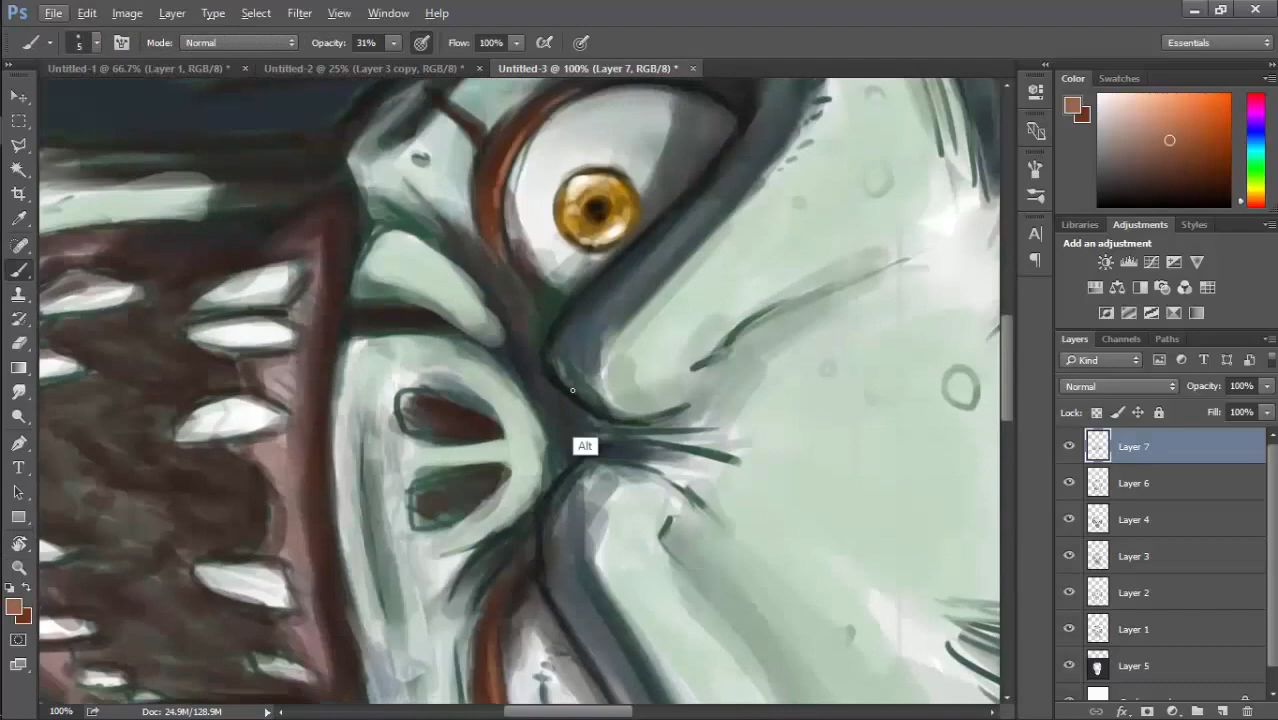 Ps File Edit Image Layer Type Select Filter View Window Help
5 Mode: Normal Opacity: 31% Flow: 100% Essentials
Untitled-1 @ 66.7% (Layer 1, RGB/8) * × Untitled-2 @ 25% (Layer 3 copy, RGB/8) * × Untitled-3 @ 100% (Layer 7, RGB/8) * ×
Color Swatches
Libraries Adjustments Styles
Add an adjustment
Layers Channels Paths
Kind
Normal Opacity: 100%
Lock: Fill: 100%
Alt
Layer 7
Layer 6
Layer 4
Layer 3
Layer 2
Layer 1
Layer 5
100% Doc: 24.9M/128.9M